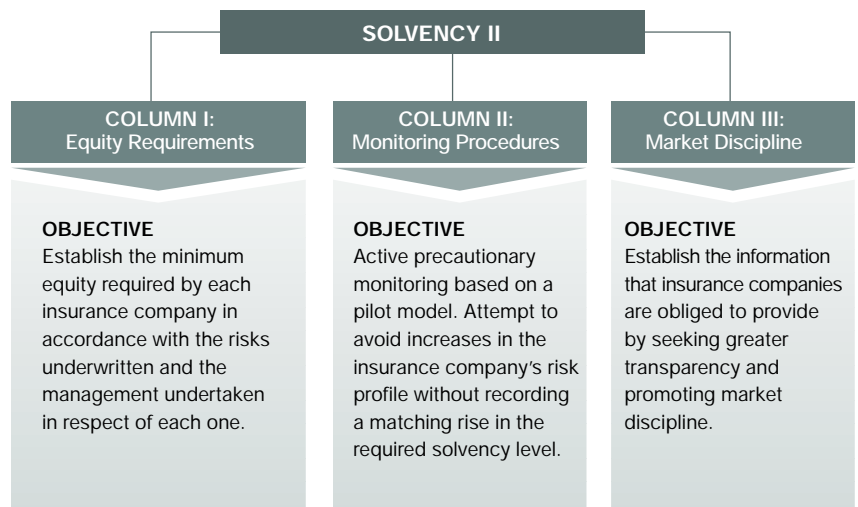 SOLVENCY II
COLUMN I:
Equity Requirements
OBJECTIVE
Establish the minimum
equity required by each
insurance company in
accordance with the risks
underwritten and the
management undertaken
in respect of each one.
COLUMN II:
Monitoring Procedures
OBJECTIVE
Active precautionary
monitoring based on a
pilot model. Attempt to
avoid increases in the
insurance company's risk
profile without recording
a matching rise in the
required solvency level.
COLUMN III:
Market Discipline
OBJECTIVE
Establish the information
that insurance companies
are obliged to provide
by seeking greater
transparency and
promoting market
discipline.